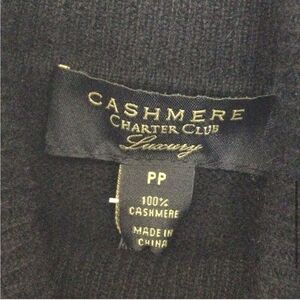 CASHMERE
CHARTER CLUB
Luxury
PP
100%
CASHMERE
MADE IN
CHINA